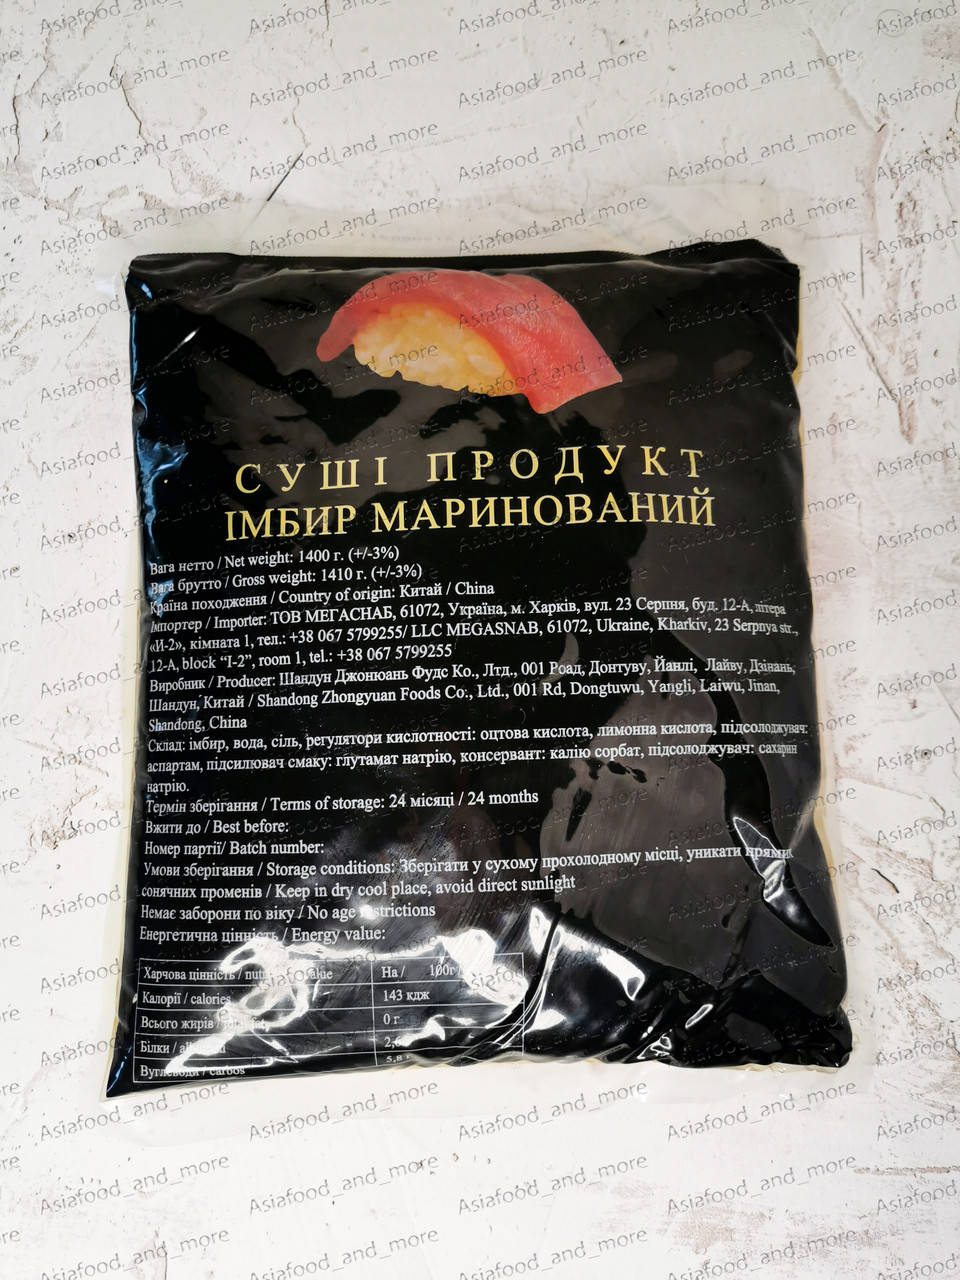 СУШІ ПРОДУКТ
ІМБИР МАРИНОВАНИЙ
Вага нетто / Net weight: 1400 г. (+/-3%)
Вага брутто / Gross weight: 1410 г. (+/-3%)
Країна походження / Country of origin: Китай / China
Імпортер / Importer: ТОВ МЕГАСНАБ, 61072, Україна, м. Харків, вул. 23 Серпня, буд. 12-А, літера
«И-2», кімната 1, тел.: +38 067 5799255/ LLC MEGASNAB, 61072, Ukraine, Kharkiv, 23 Serpnya str.,
12-A, block “I-2”, room 1, tel.: +38 067 5799255
Виробник / Producer: Шандун Джонюань Фудс Ко., Лтд., 001 Роад, Донтуву, Йанлі, Лайву, Дзінань,
Шандун, Китай / Shandong Zhongyuan Foods Co., Ltd., 001 Rd, Dongtuwu, Yangli, Laiwu, Jinan,
Shandong, China
Склад: імбир, вода, сіль, регулятори кислотності: оцтова кислота, лимонна кислота, підсолоджувач:
аспартам, підсилювач смаку: глутамат натрію, консервант: калію сорбат, підсолоджувач: сахарин
натрію.
Термін зберігання / Terms of storage: 24 місяці / 24 months
Вжити до / Best before:
Номер партії/ Batch number:
Умови зберігання / Storage conditions: Зберігати у сухому прохолодному місці, уникати прямих
сонячних променів / Keep in dry cool place, avoid direct sunlight
Немає заборони по віку / No age restrictions
Енергетична цінність / Energy value:
Харчова цінність / value На / 100г
Калорії / calories 143 кдж
Всього жирів / 0 г
Білки /
Вуглеводи / carbos
Asiafood_and_more